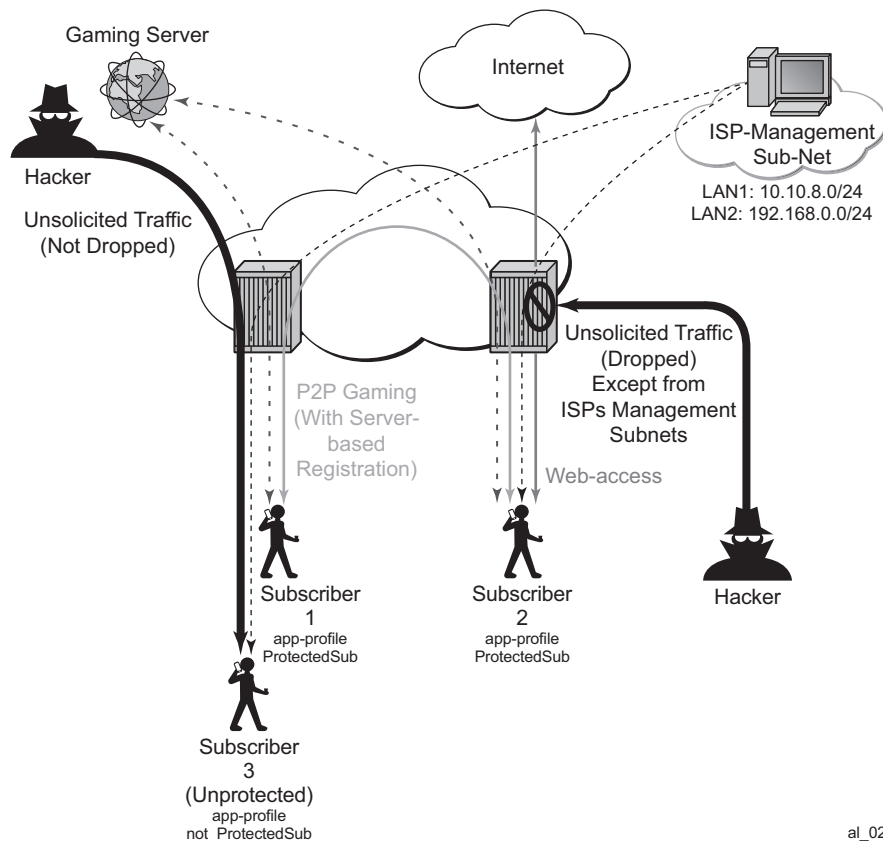 Gaming Server
Hacker
Unsolicited Traffic
(Not Dropped)
Internet
ISP-Management
Sub-Net
LAN1: 10.10.8.0/24
LAN2: 192.168.0.0/24
Unsolicited Traffic
(Dropped)
Except from
ISPs Management
Subnets
P2P Gaming
(With Server-
based
Registration)
Web-access
Subscriber
1
app-profile
ProtectedSub
Subscriber
2
app-profile
ProtectedSub
Hacker
Subscriber
3
(Unprotected)
app-profile
not ProtectedSub
al_02